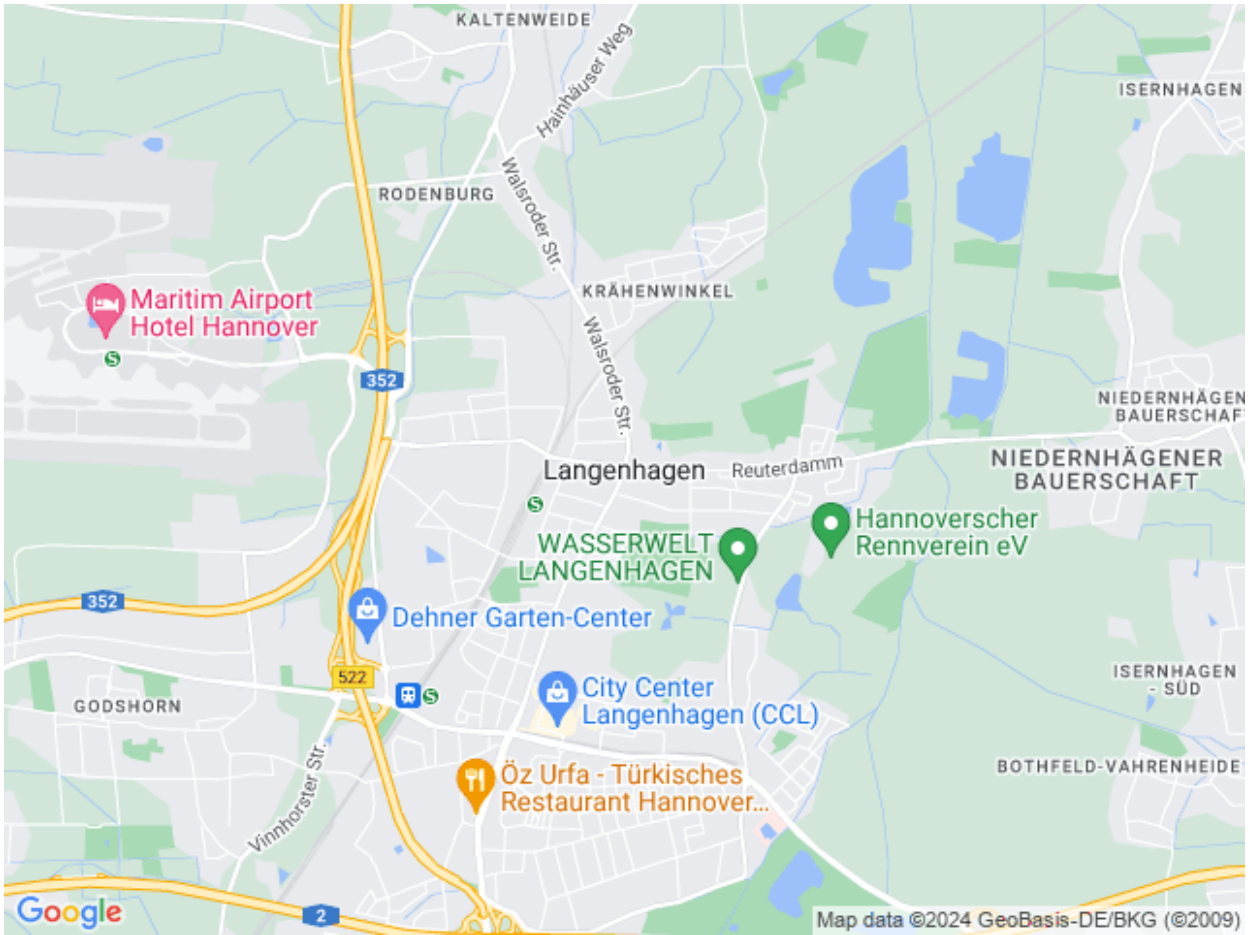 KALTENWEIDE
Hainhäuser Weg
ISERNHAGEN
RODENBURG
Walsroder Str.
Maritim Airport
Hotel Hannover
KRÄHENWINKEL
S
Walsroder Str.
352
NIEDERNHÄGEN
BAUERSCHAFT
Langenhagen
Reuterdamm
NIEDERNHÄGENER
BAUERSCHAFT
S
Hannoverscher
Rennverein eV
WASSERWELT
LANGENHAGEN
352
Dehner Garten-Center
522
S
City Center
Langenhagen (CCL)
ISERNHAGEN
- SÜD
GODSHORN
Vinnhorster Str.
Öz Urfa - Türkisches
Restaurant Hannover...
BOTHFELD-VAHRENHEIDE
Google
2
Map data ©2024 GeoBasis-DE/BKG (©2009)